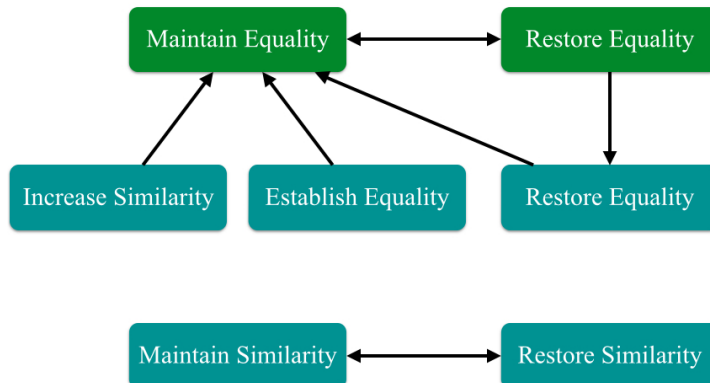 Maintain Equality
Restore Equality
Increase Similarity
Establish Equality
Restore Equality
Maintain Similarity
Restore Similarity